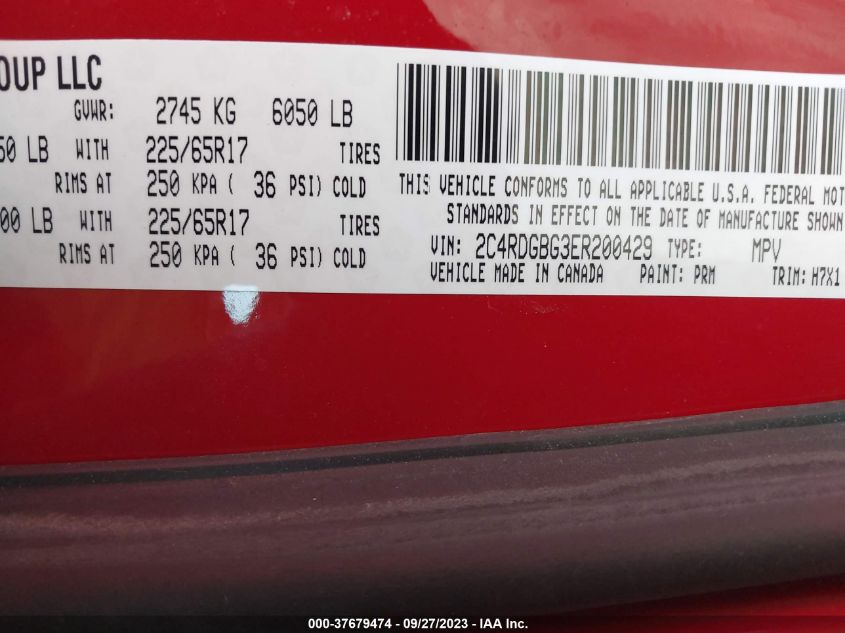 OUP LLC
GVWR: 2745 KG 6050 LB
50 LB WITH 225/65R17 TIRES
RIMS AT 250 KPA ( 36 PSI) COLD
00 LB WITH 225/65R17 TIRES
RIMS AT 250 KPA ( 36 PSI) COLD
THIS VEHICLE CONFORMS TO ALL APPLICABLE U.S.A. FEDERAL MOT
STANDARDS IN EFFECT ON THE DATE OF MANUFACTURE SHOWN
VIN: 2C4RDGBG3ER200429 TYPE: MPV
VEHICLE MADE IN CANADA PAINT: PRM TRIM: H7X1
000-37679474 - 09/27/2023 - IAA Inc.